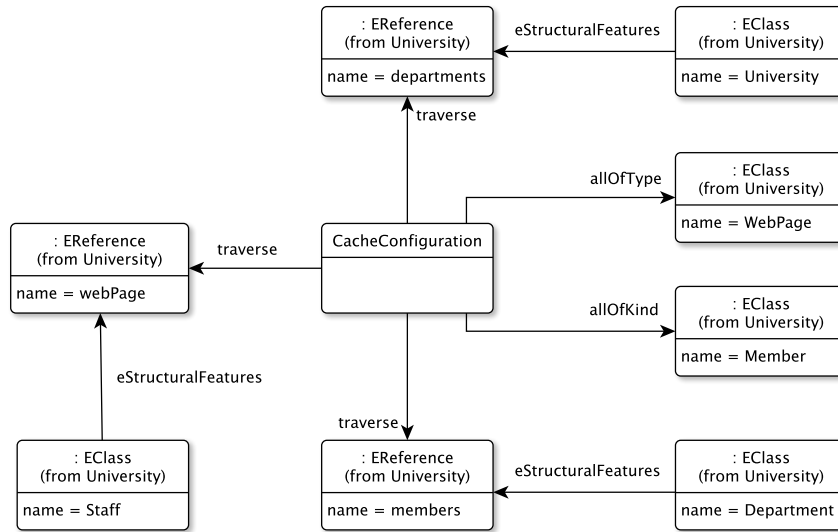 : EReference
(from University)
name = departments
eStructuralFeatures
: EClass
(from University)
name = University
traverse
: EClass
(from University)
name = WebPage
allOfType
: EReference
(from University)
name = webPage
traverse
CacheConfiguration
allOfKind
: EClass
(from University)
name = Member
eStructuralFeatures
traverse
: EClass
(from University)
name = Staff
: EReference
(from University)
name = members
eStructuralFeatures
: EClass
(from University)
name = Department